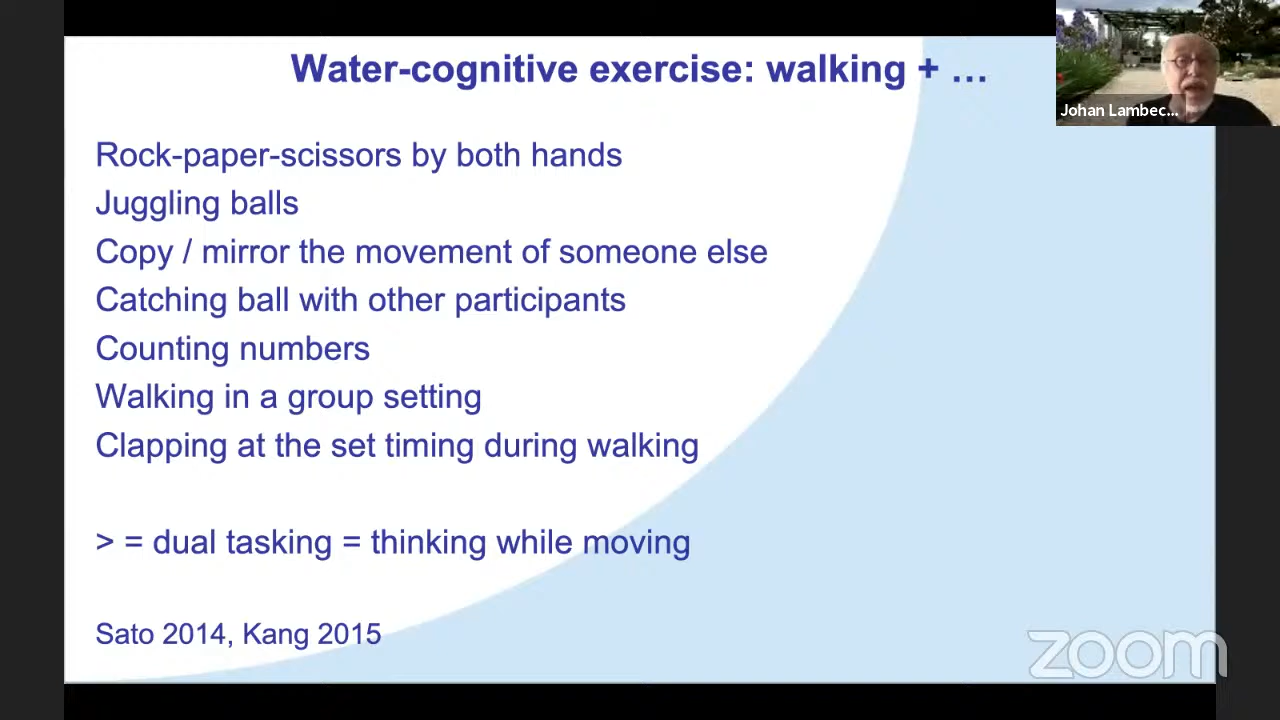 Water-cognitive exercise: walking + …
Johan Lambec...
Rock-paper-scissors by both hands
Juggling balls
Copy / mirror the movement of someone else
Catching ball with other participants
Counting numbers
Walking in a group setting
Clapping at the set timing during walking
> = dual tasking = thinking while moving
Sato 2014, Kang 2015
zoom